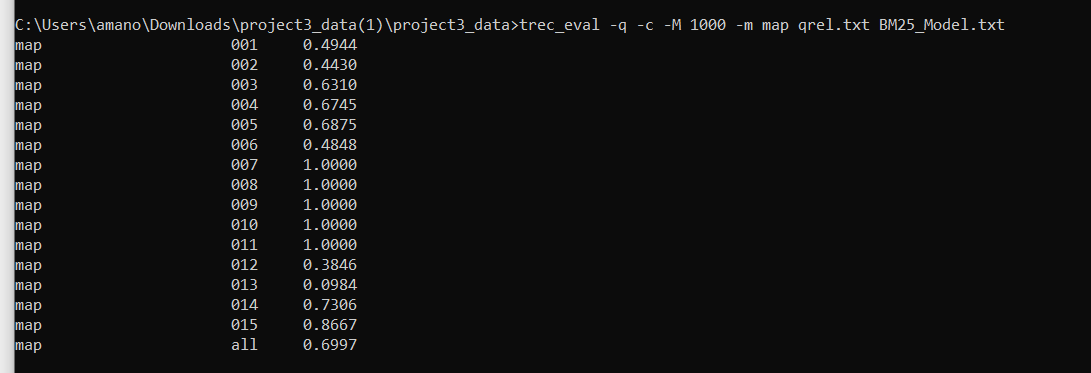 C:\Users\amano\Downloads\project3_data(1)\project3_data>trec_eval -q -c -M 1000 -m map qrel.txt BM25_Model.txt
map 001 0.4944
map 002 0.4430
map 003 0.6310
map 004 0.6745
map 005 0.6875
map 006 0.4848
map 007 1.0000
map 008 1.0000
map 009 1.0000
map 010 1.0000
map 011 1.0000
map 012 0.3846
map 013 0.0984
map 014 0.7306
map 015 0.8667
map all 0.6997